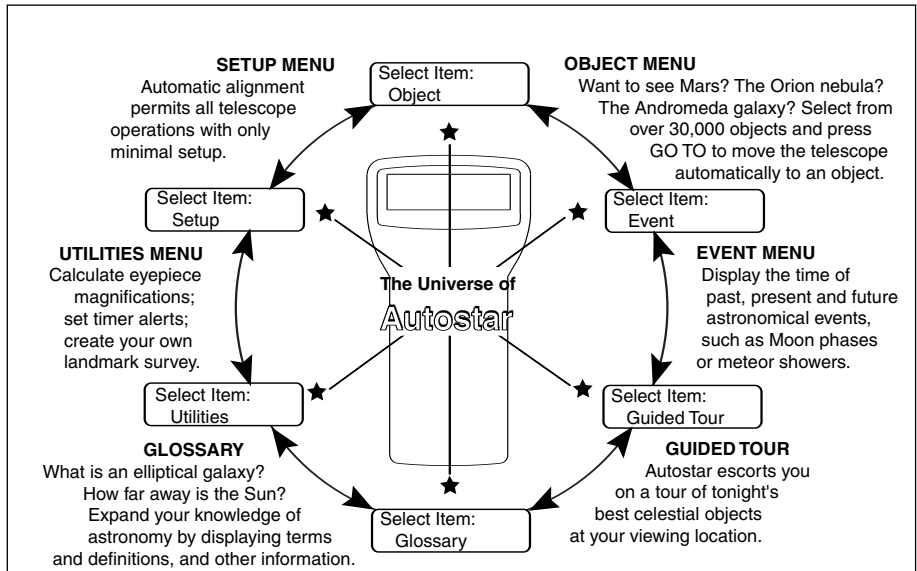 SETUP MENU
Automatic alignment
permits all telescope
operations with only
minimal setup.
Select Item:
Object
OBJECT MENU
Want to see Mars? The Orion nebula?
The Andromeda galaxy? Select from
over 30,000 objects and press
GO TO to move the telescope
automatically to an object.
Select Item:
Setup
Select Item:
Event
UTILITIES MENU
Calculate eyepiece
magnifications;
set timer alerts;
create your own
landmark survey.
The Universe of
Autostar
EVENT MENU
Display the time of
past, present and future
astronomical events,
such as Moon phases
or meteor showers.
Select Item:
Utilities
Select Item:
Guided Tour
GLOSSARY
What is an elliptical galaxy?
How far away is the Sun?
Expand your knowledge of
astronomy by displaying terms
and definitions, and other information.
Select Item:
Glossary
GUIDED TOUR
Autostar escorts you
on a tour of tonight's
best celestial objects
at your viewing location.